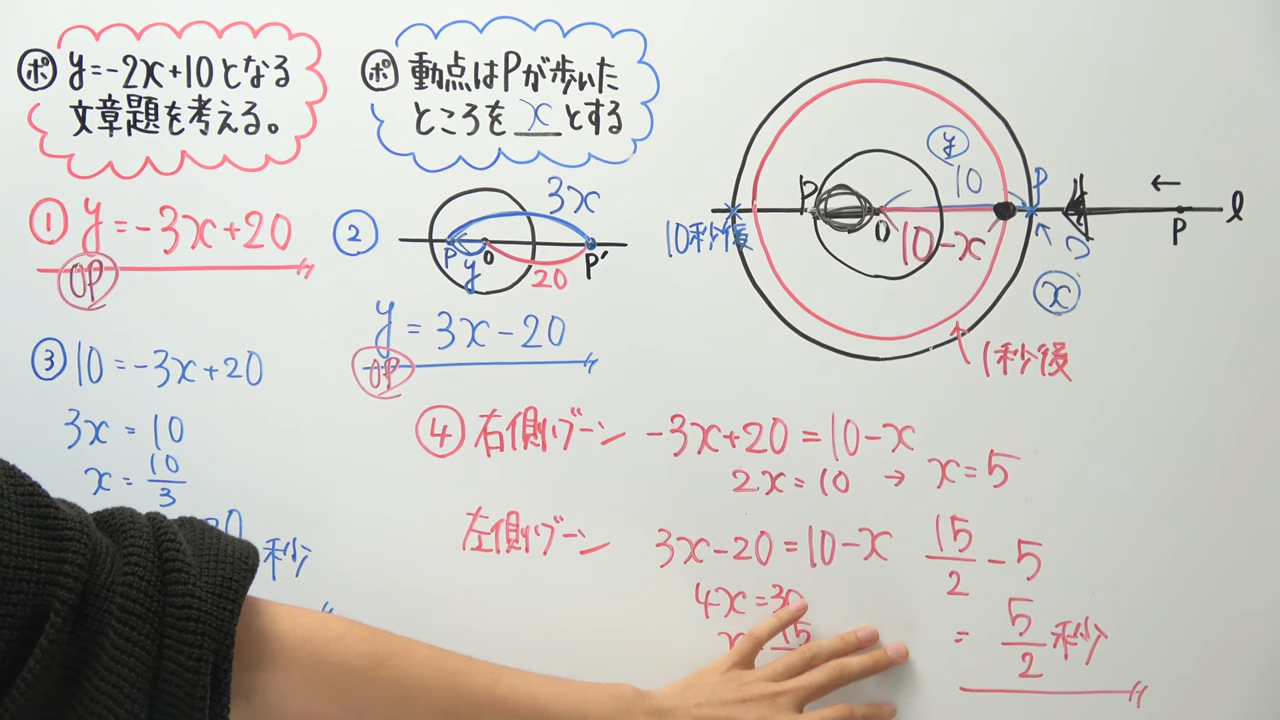 ポ y=-2x+10となる
文章題を考える。
ポ 動点はPが歩いた
ところを x とする
① y=-3x+20
OP
② 3x
P O P'
y 20
y=3x-20
OP
③ 10=-3x+20
3x=10
x=10/3
秒
y
10 P
P O P l
10秒後 10-x
x
1秒後
④ 右側ゾーン -3x+20=10-x
2x=10 → x=5
左側ゾーン 3x-20=10-x
4x=30
15/2-5
=5/2秒